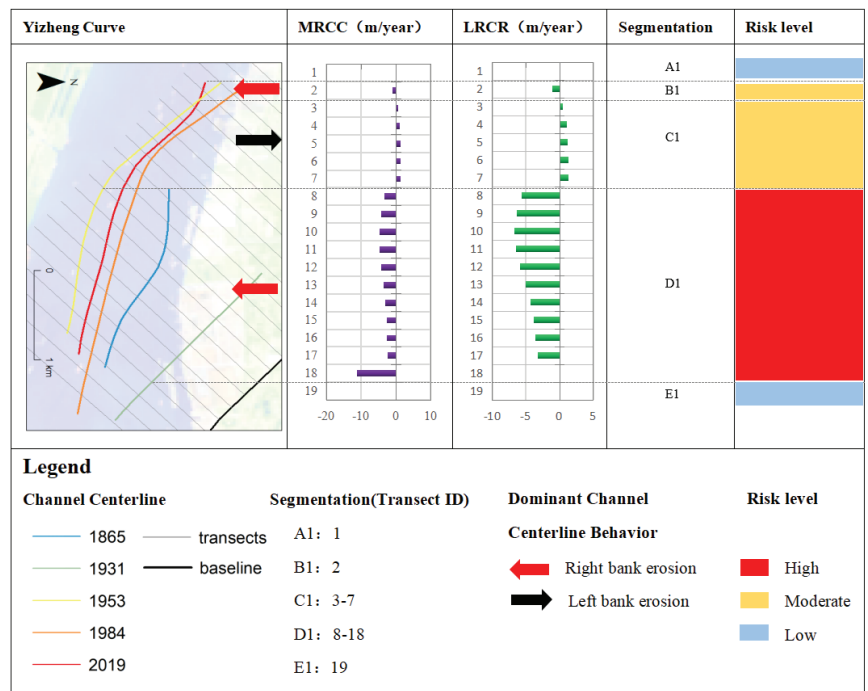 Yizheng Curve MRCC（m/year） LRCR（m/year） Segmentation Risk level
N
0
1 km
1
2
3
4
5
6
7
8
9
10
11
12
13
14
15
16
17
18
19
-20 -10 0 10
1
2
3
4
5
6
7
8
9
10
11
12
13
14
15
16
17
18
19
-10 -5 0 5
A1
B1
C1
D1
E1
Legend
Channel Centerline
1865 transects
1931 baseline
1953
1984
2019
Segmentation(Transect ID)
A1：1
B1：2
C1：3-7
D1：8-18
E1：19
Dominant Channel
Centerline Behavior
Right bank erosion
Left bank erosion
Risk level
High
Moderate
Low